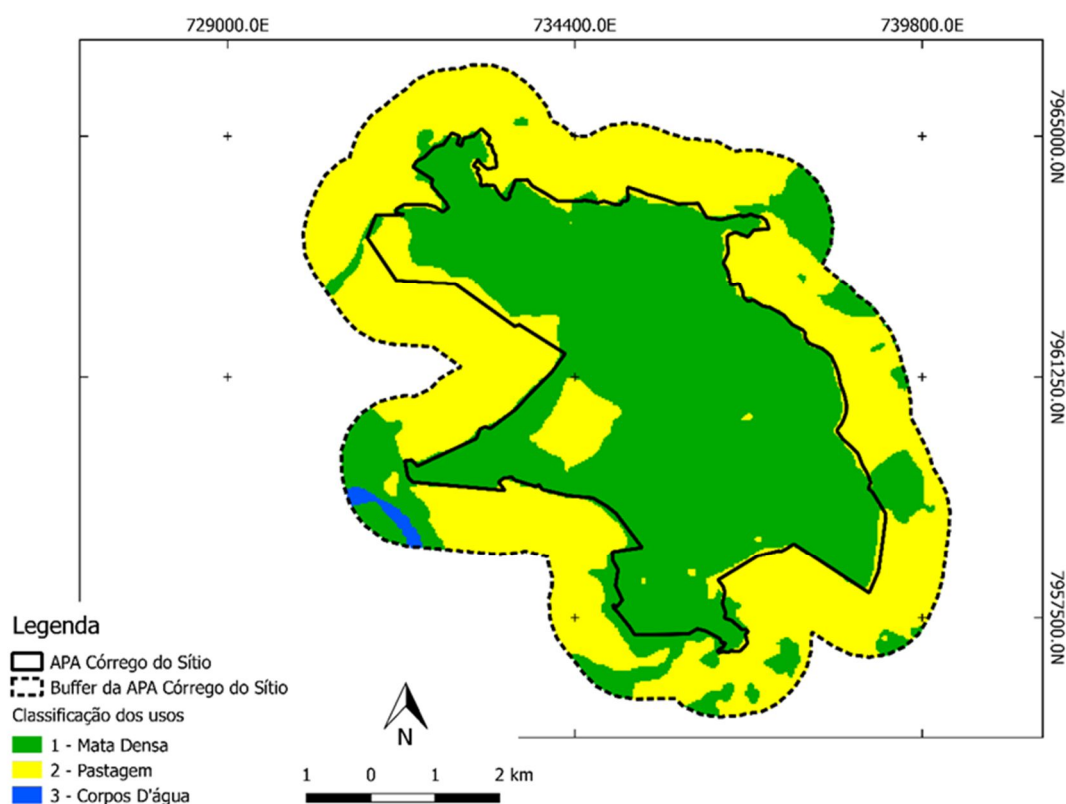 729000.0E 734400.0E 739800.0E
7965000.0N
7961250.0N
7957500.0N
Legenda
APA Córrego do Sítio
Buffer da APA Córrego do Sítio
Classificação dos usos
1 - Mata Densa
2 - Pastagem
3 - Corpos D'água
N
1 0 1 2 km